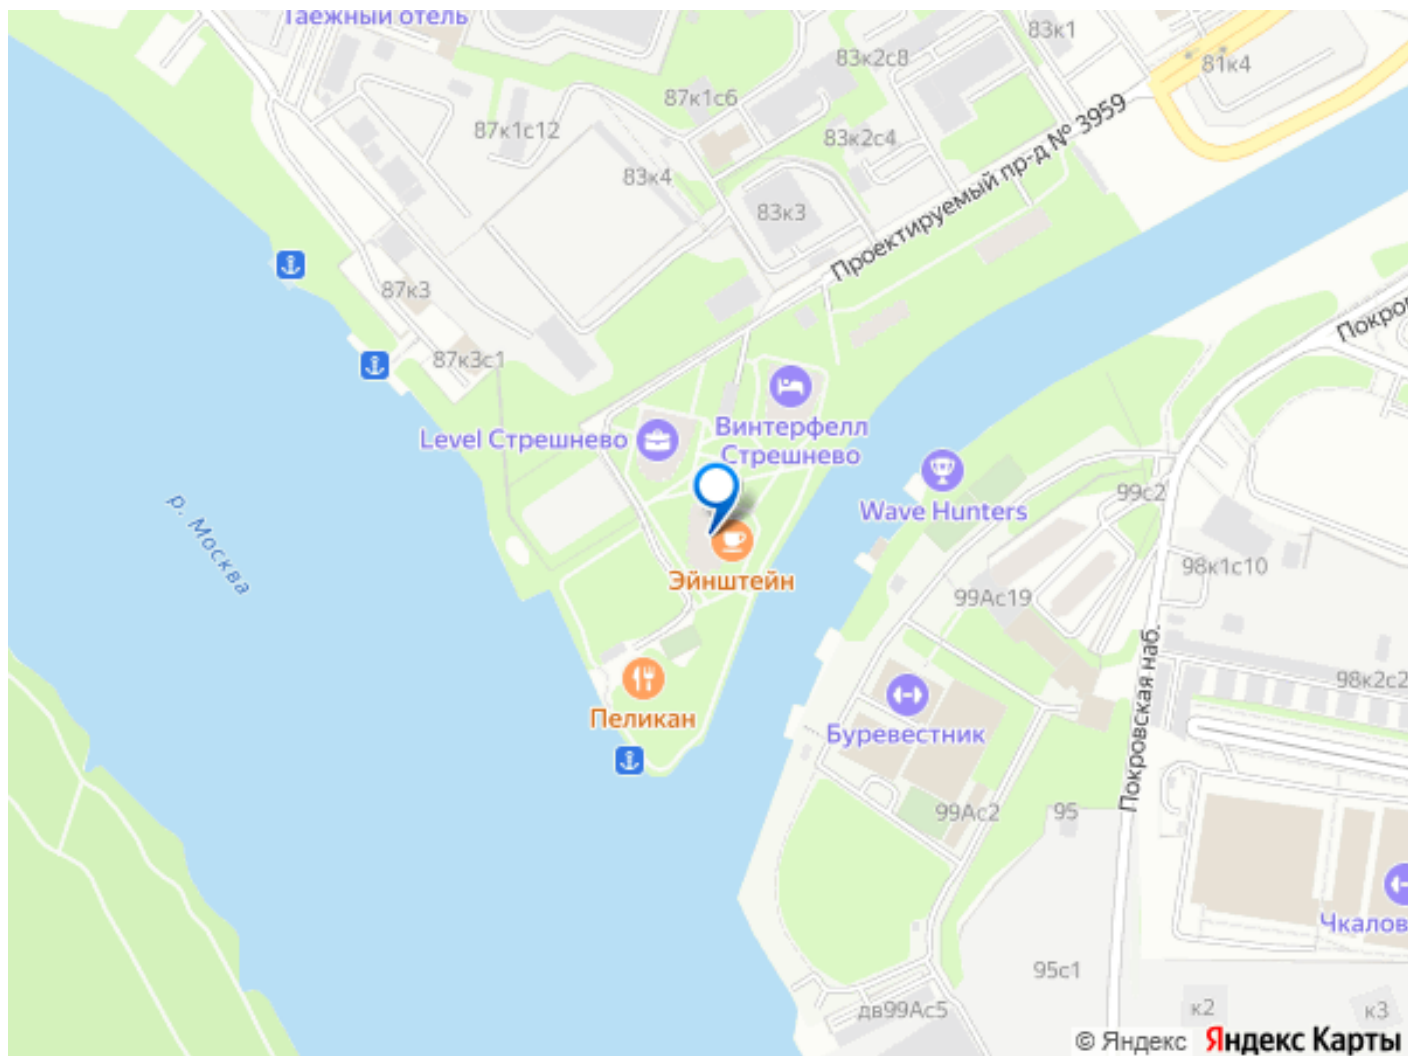 Таёжный отель
83к1
83к2с8
81к4
87к1с6
87к1с12
83к2с4
Проектируемый пр-д № 3959
83к4
83к3
87к3
Покров
87к3с1
Винтерфелл
Стрешнево
Level Стрешнево
99с2
Wave Hunters
р. Москва
98к1с10
Эйнштейн
99Ас19
98к2с2
Пеликан
Буревестник
Покровская наб.
99Ас2
95
Чкалов
95с1
дв99Ас5
к2
к3
© Яндекс
Яндекс Карты